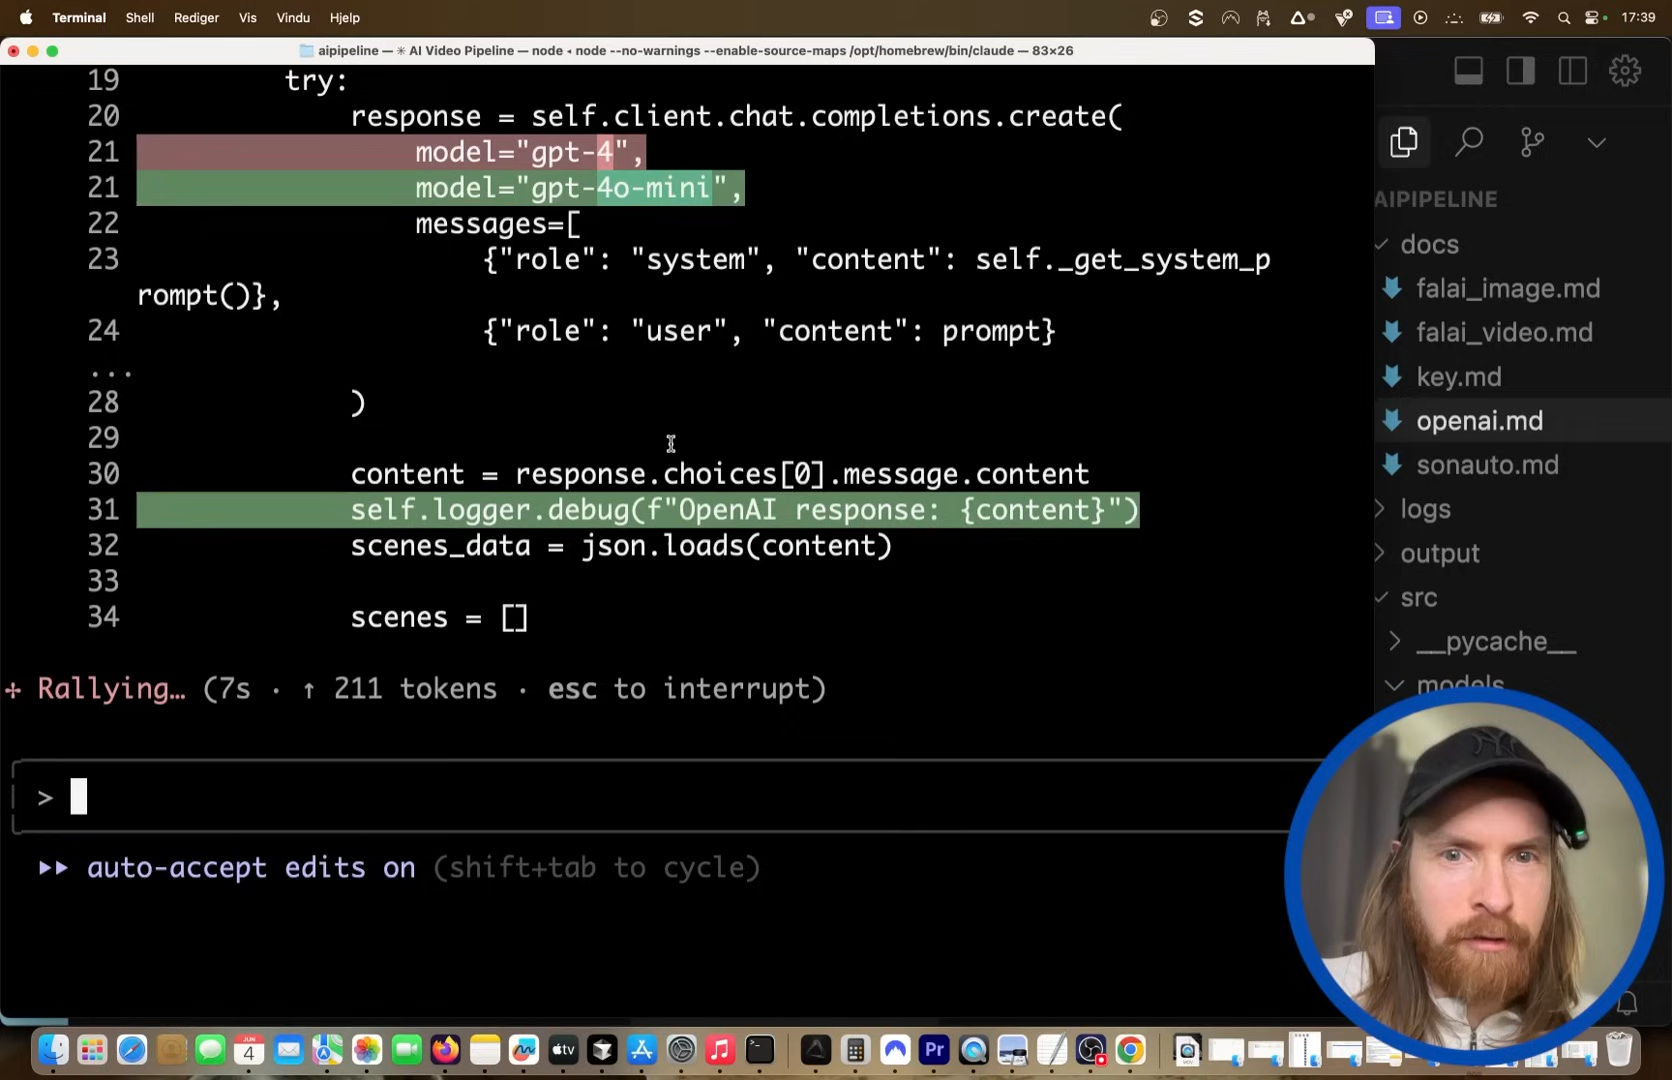 Terminal Shell Rediger Vis Vindu Hjelp 17:39
aipipeline — ✳ AI Video Pipeline — node ◂ node --no-warnings --enable-source-maps /opt/homebrew/bin/claude — 83×26
19 try:
20 response = self.client.chat.completions.create(
21 model="gpt-4",
21 model="gpt-4o-mini",
22 messages=[
23 {"role": "system", "content": self._get_system_p
rompt()},
24 {"role": "user", "content": prompt}
...
28 )
29
30 content = response.choices[0].message.content
31 self.logger.debug(f"OpenAI response: {content}")
32 scenes_data = json.loads(content)
33
34 scenes = []
✢ Rallying… (7s · ↑ 211 tokens · esc to interrupt)
>
⏵⏵ auto-accept edits on (shift+tab to cycle)
AIPIPELINE
docs
falai_image.md
falai_video.md
key.md
openai.md
sonauto.md
logs
output
src
__pycache__
models
JUN
4
tv
Pr